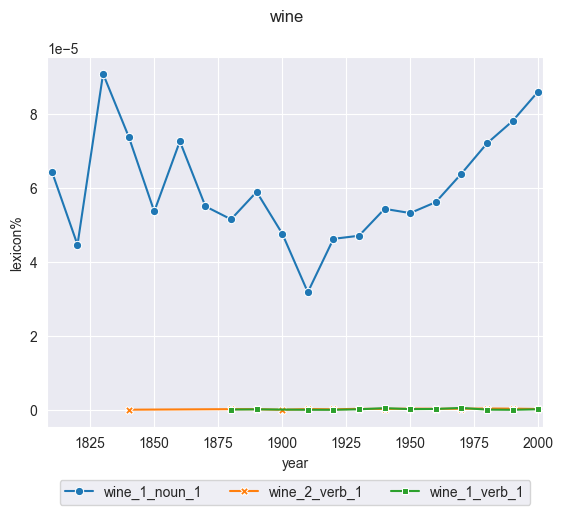 wine
1e−5
8
6
4
2
0
lexicon%
1825 1850 1875 1900 1925 1950 1975 2000
year
wine_1_noun_1 wine_2_verb_1 wine_1_verb_1